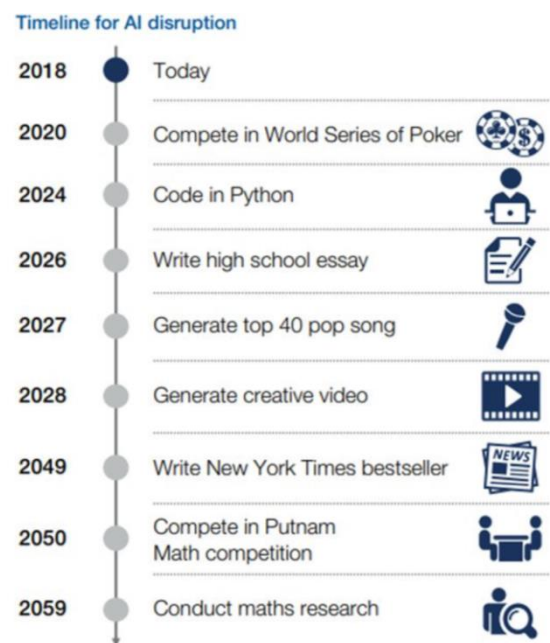 Timeline for AI disruption
2018 Today
2020 Compete in World Series of Poker
$
2024 Code in Python
2026 Write high school essay
2027 Generate top 40 pop song
2028 Generate creative video
2049 Write New York Times bestseller
NEWS
2050 Compete in Putnam
Math competition
2059 Conduct maths research